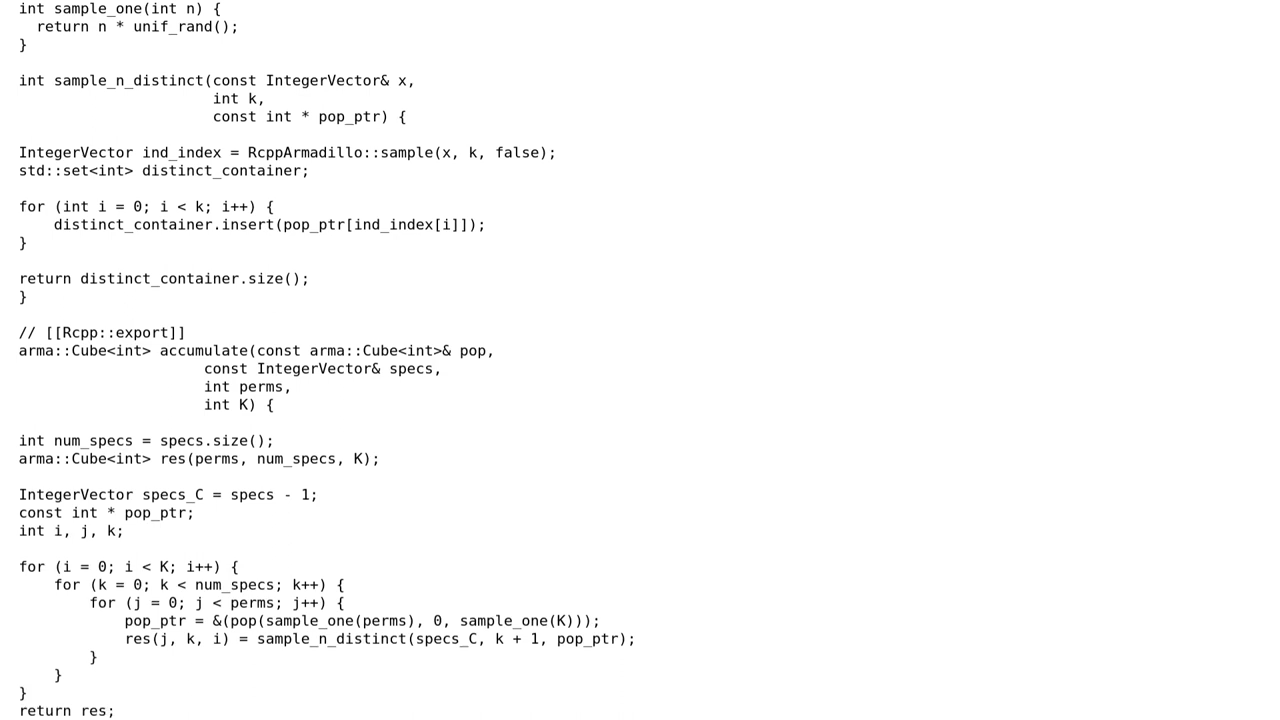 int sample_one(int n) {
  return n * unif_rand();
}

int sample_n_distinct(const IntegerVector& x,
                      int k,
                      const int * pop_ptr) {

IntegerVector ind_index = RcppArmadillo::sample(x, k, false);
std::set<int> distinct_container;

for (int i = 0; i < k; i++) {
    distinct_container.insert(pop_ptr[ind_index[i]]);
}

return distinct_container.size();
}

// [[Rcpp::export]]
arma::Cube<int> accumulate(const arma::Cube<int>& pop,
                     const IntegerVector& specs,
                     int perms,
                     int K) {

int num_specs = specs.size();
arma::Cube<int> res(perms, num_specs, K);

IntegerVector specs_C = specs - 1;
const int * pop_ptr;
int i, j, k;

for (i = 0; i < K; i++) {
    for (k = 0; k < num_specs; k++) {
        for (j = 0; j < perms; j++) {
            pop_ptr = &(pop(sample_one(perms), 0, sample_one(K)));
            res(j, k, i) = sample_n_distinct(specs_C, k + 1, pop_ptr);
        }
    }
}
return res;